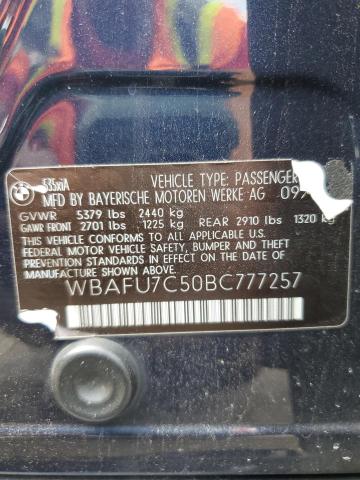 535xiA VEHICLE TYPE: PASSENGER
MFD BY BAYERISCHE MOTOREN WERKE AG 09/
GVWR 5379 lbs 2440 kg
GAWR FRONT 2701 lbs 1225 kg REAR 2910 lbs 1320 kg
THIS VEHICLE CONFORMS TO ALL APPLICABLE U.S.
FEDERAL MOTOR VEHICLE SAFETY, BUMPER, AND
THEFT PREVENTION STANDARDS IN EFFECT ON THE
DATE OF MANUFACTURE SHOWN ABOVE.
WBAFU7C50BC777257